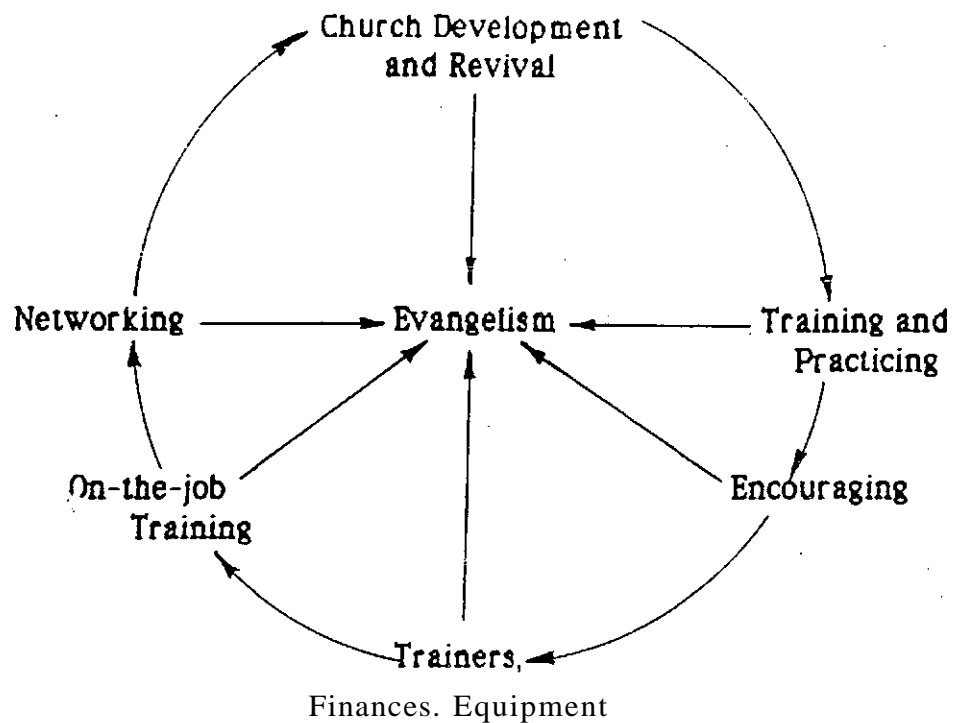 Church Development
and Revival
Networking
Evangelism
Training and
Practicing
On-the-job
Training
Encouraging
Trainers,
Finances. Equipment